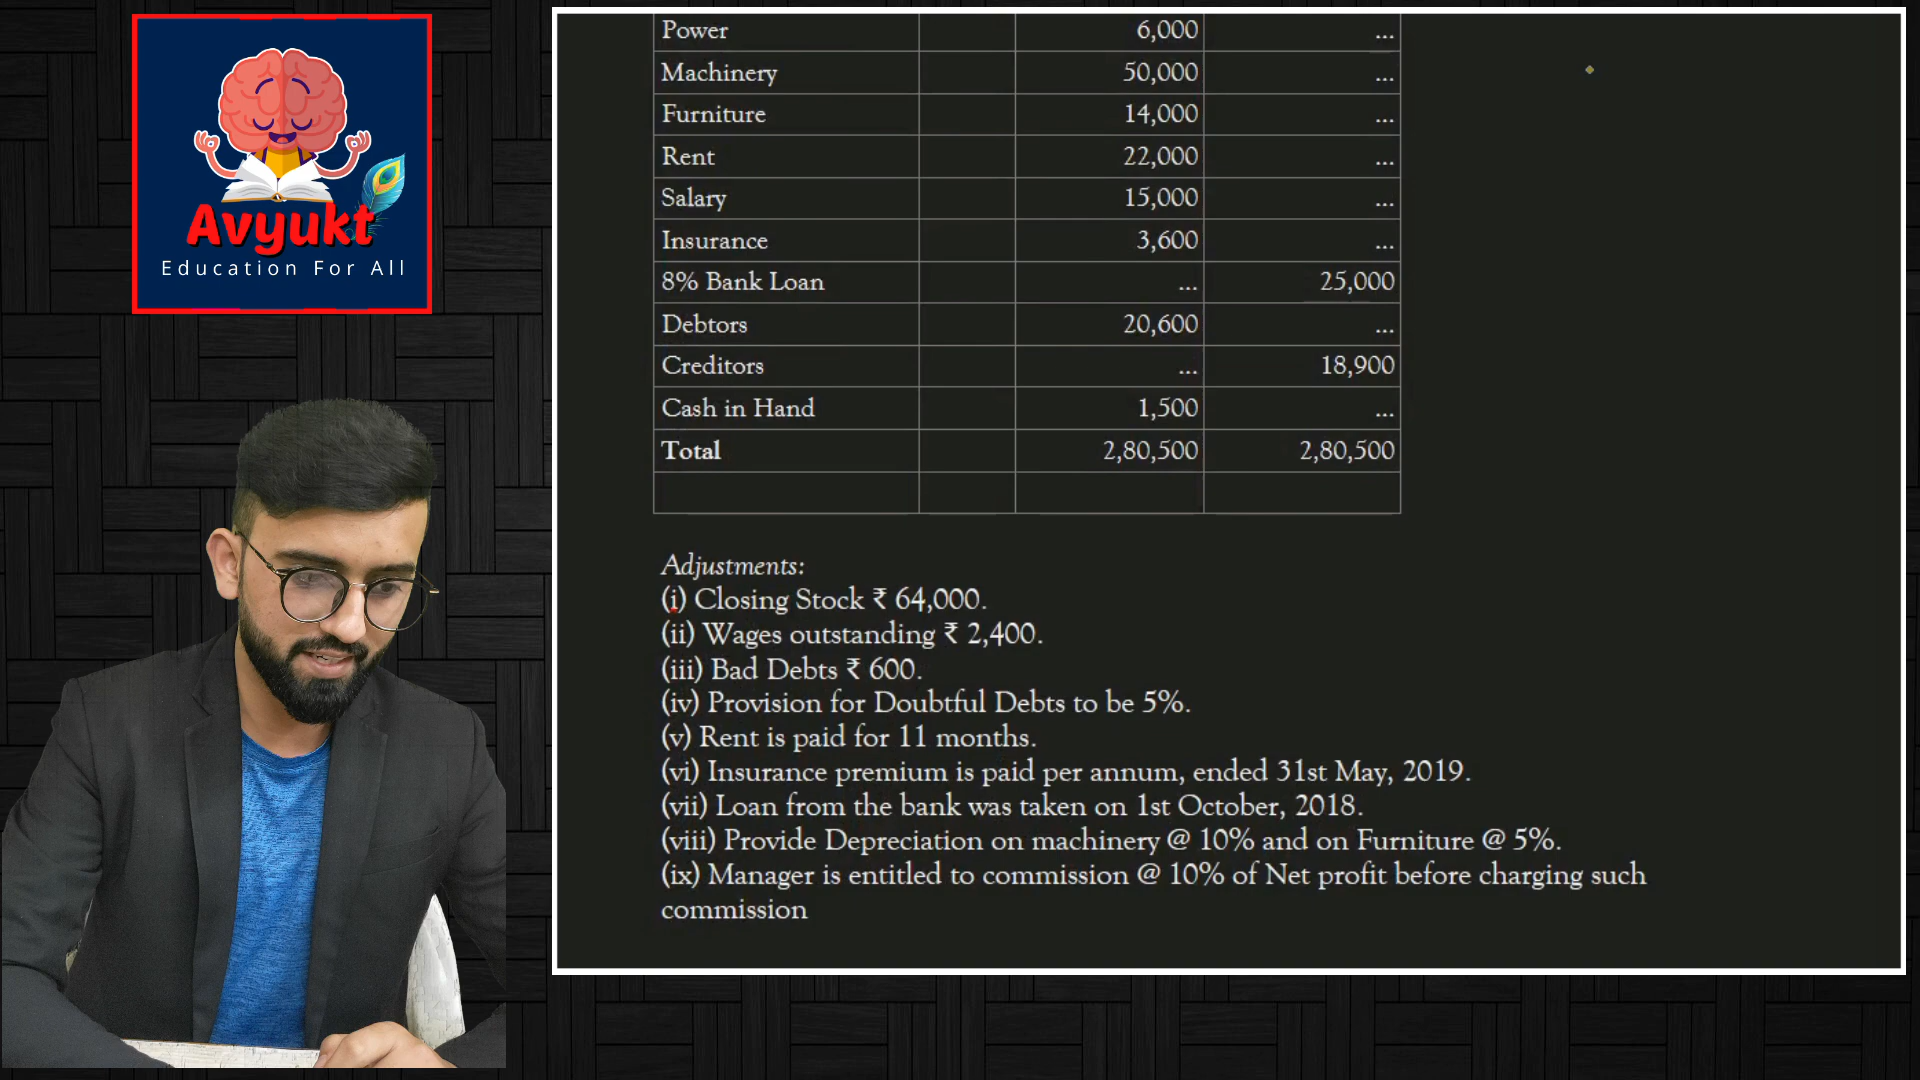 Avyukt
Education For All
Power 6,000 ...
Machinery 50,000 ...
Furniture 14,000 ...
Rent 22,000 ...
Salary 15,000 ...
Insurance 3,600 ...
8% Bank Loan ... 25,000
Debtors 20,600 ...
Creditors ... 18,900
Cash in Hand 1,500 ...
Total 2,80,500 2,80,500
Adjustments:
(i) Closing Stock ₹ 64,000.
(ii) Wages outstanding ₹ 2,400.
(iii) Bad Debts ₹ 600.
(iv) Provision for Doubtful Debts to be 5%.
(v) Rent is paid for 11 months.
(vi) Insurance premium is paid per annum, ended 31st May, 2019.
(vii) Loan from the bank was taken on 1st October, 2018.
(viii) Provide Depreciation on machinery @ 10% and on Furniture @ 5%.
(ix) Manager is entitled to commission @ 10% of Net profit before charging such
commission